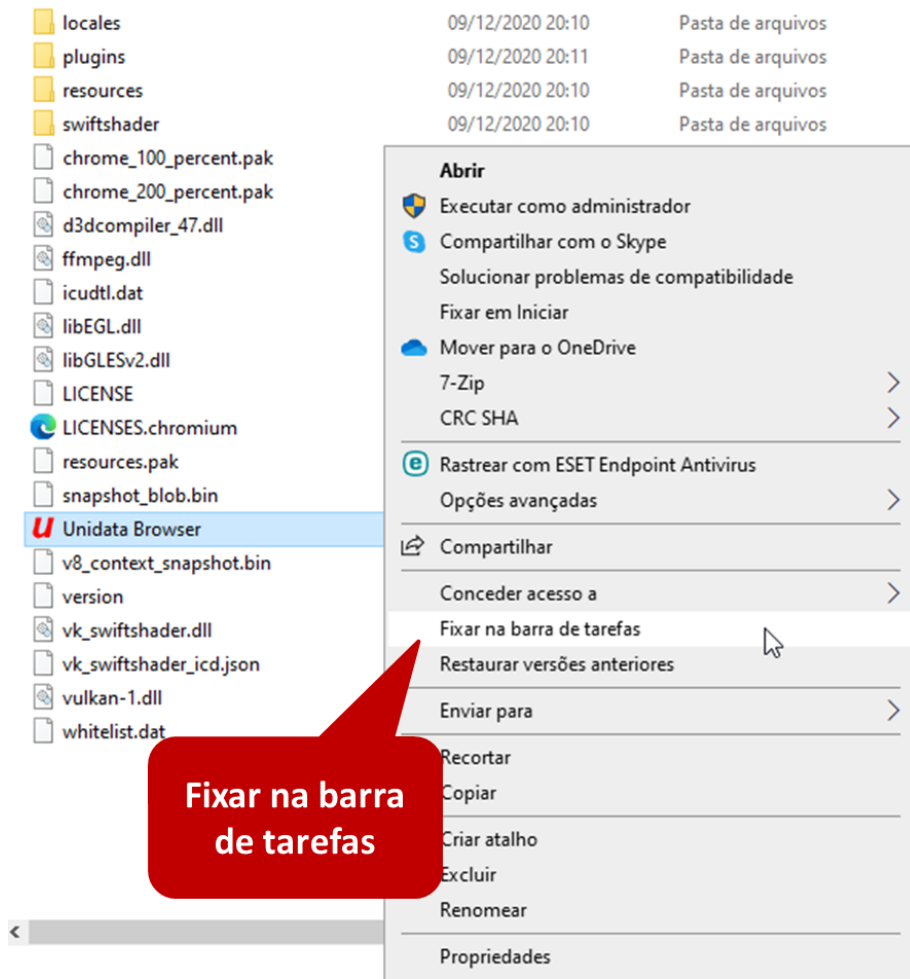 locales 09/12/2020 20:10 Pasta de arquivos
plugins 09/12/2020 20:11 Pasta de arquivos
resources 09/12/2020 20:10 Pasta de arquivos
swiftshader 09/12/2020 20:10 Pasta de arquivos
chrome_100_percent.pak
chrome_200_percent.pak
d3dcompiler_47.dll
ffmpeg.dll
icudtl.dat
libEGL.dll
libGLESv2.dll
LICENSE
LICENSES.chromium
resources.pak
snapshot_blob.bin
Unidata Browser
v8_context_snapshot.bin
version
vk_swiftshader.dll
vk_swiftshader_icd.json
vulkan-1.dll
whitelist.dat
Abrir
Executar como administrador
Compartilhar com o Skype
Solucionar problemas de compatibilidade
Fixar em Iniciar
Mover para o OneDrive
7-Zip
CRC SHA
Rastrear com ESET Endpoint Antivirus
Opções avançadas
Compartilhar
Conceder acesso a
Fixar na barra de tarefas
Restaurar versões anteriores
Enviar para
Recortar
Copiar
Criar atalho
Excluir
Renomear
Propriedades
Fixar na barra
de tarefas